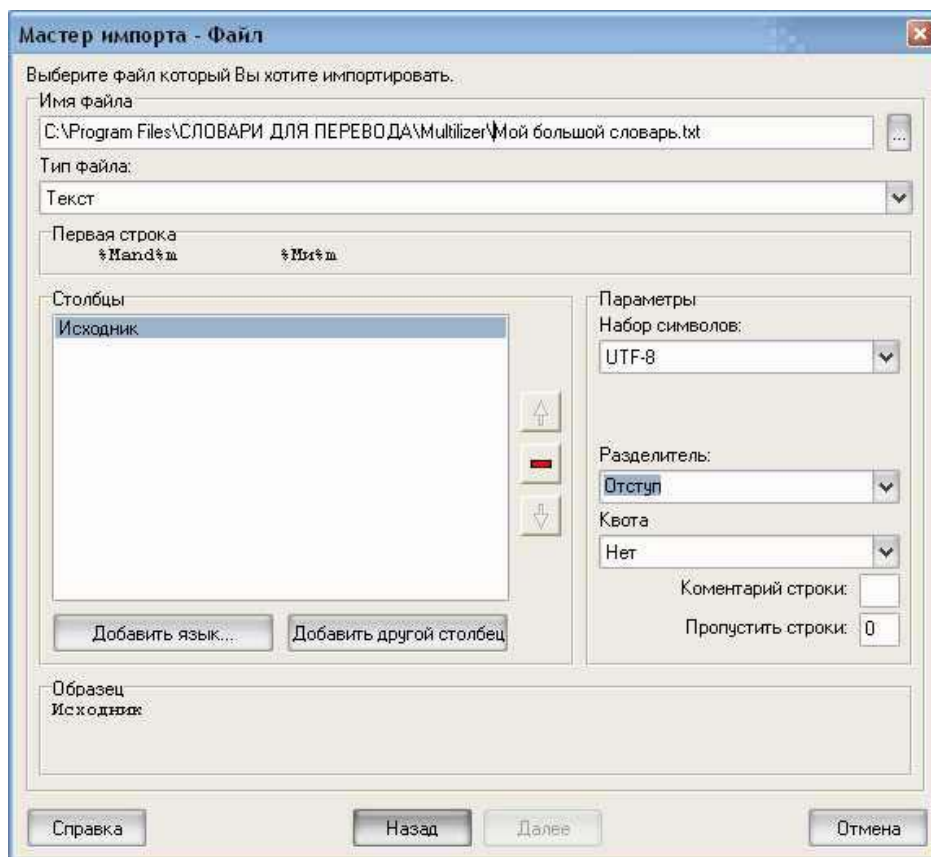 Мастер импорта - Файл
Выберите файл который Вы хотите импортировать.
Имя файла
C:\Program Files\СЛОВАРИ ДЛЯ ПЕРЕВОДА\Multilizer\Мой большой словарь.txt
...
Тип файла:
Текст
Первая строка
%Mand%m %Ми%m
Столбцы
Исходник
Параметры
Набор символов:
UTF-8
Разделитель:
Отступ
Квота
Нет
Коментарий строки:
Пропустить строки: 0
Добавить язык... Добавить другой столбец
Образец
Исходник
Справка Назад Далее Отмена